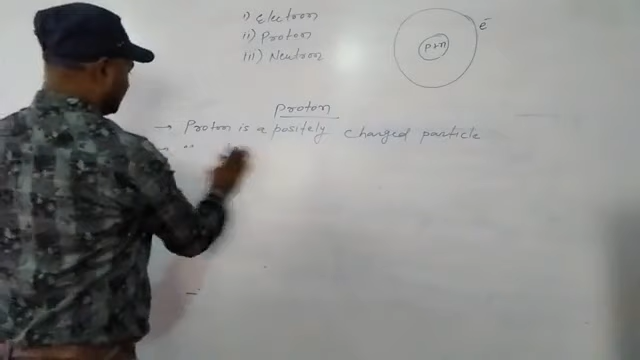 i) Electron
ii) Proton
iii) Neutron
e⁻
P+n
Proton
→ Proton is a positely charged particle
→ "